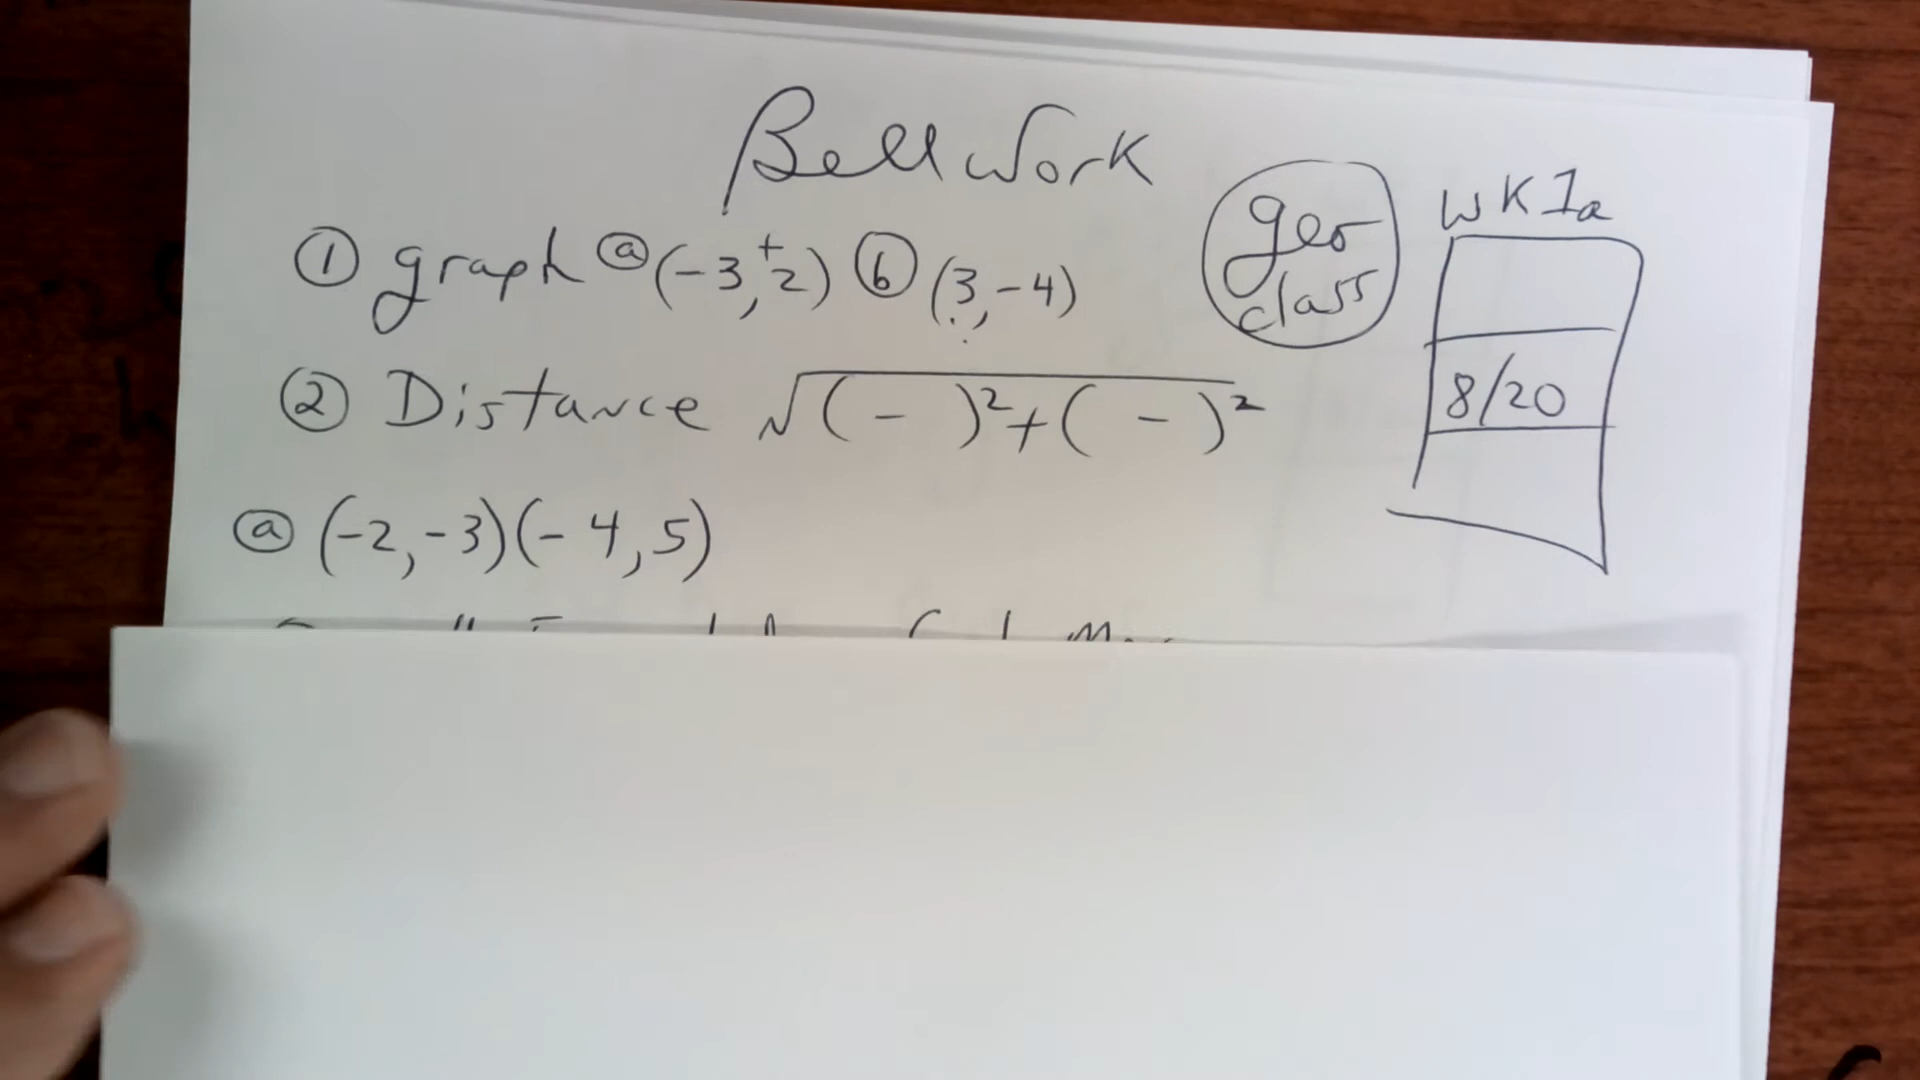 Bell Work
① graph ⓐ (-3, +2) ⓑ (3, -4)
geo
class
WK 1a
8/20
② Distance √( - )² + ( - )²
ⓐ (-2, -3) (-4, 5)